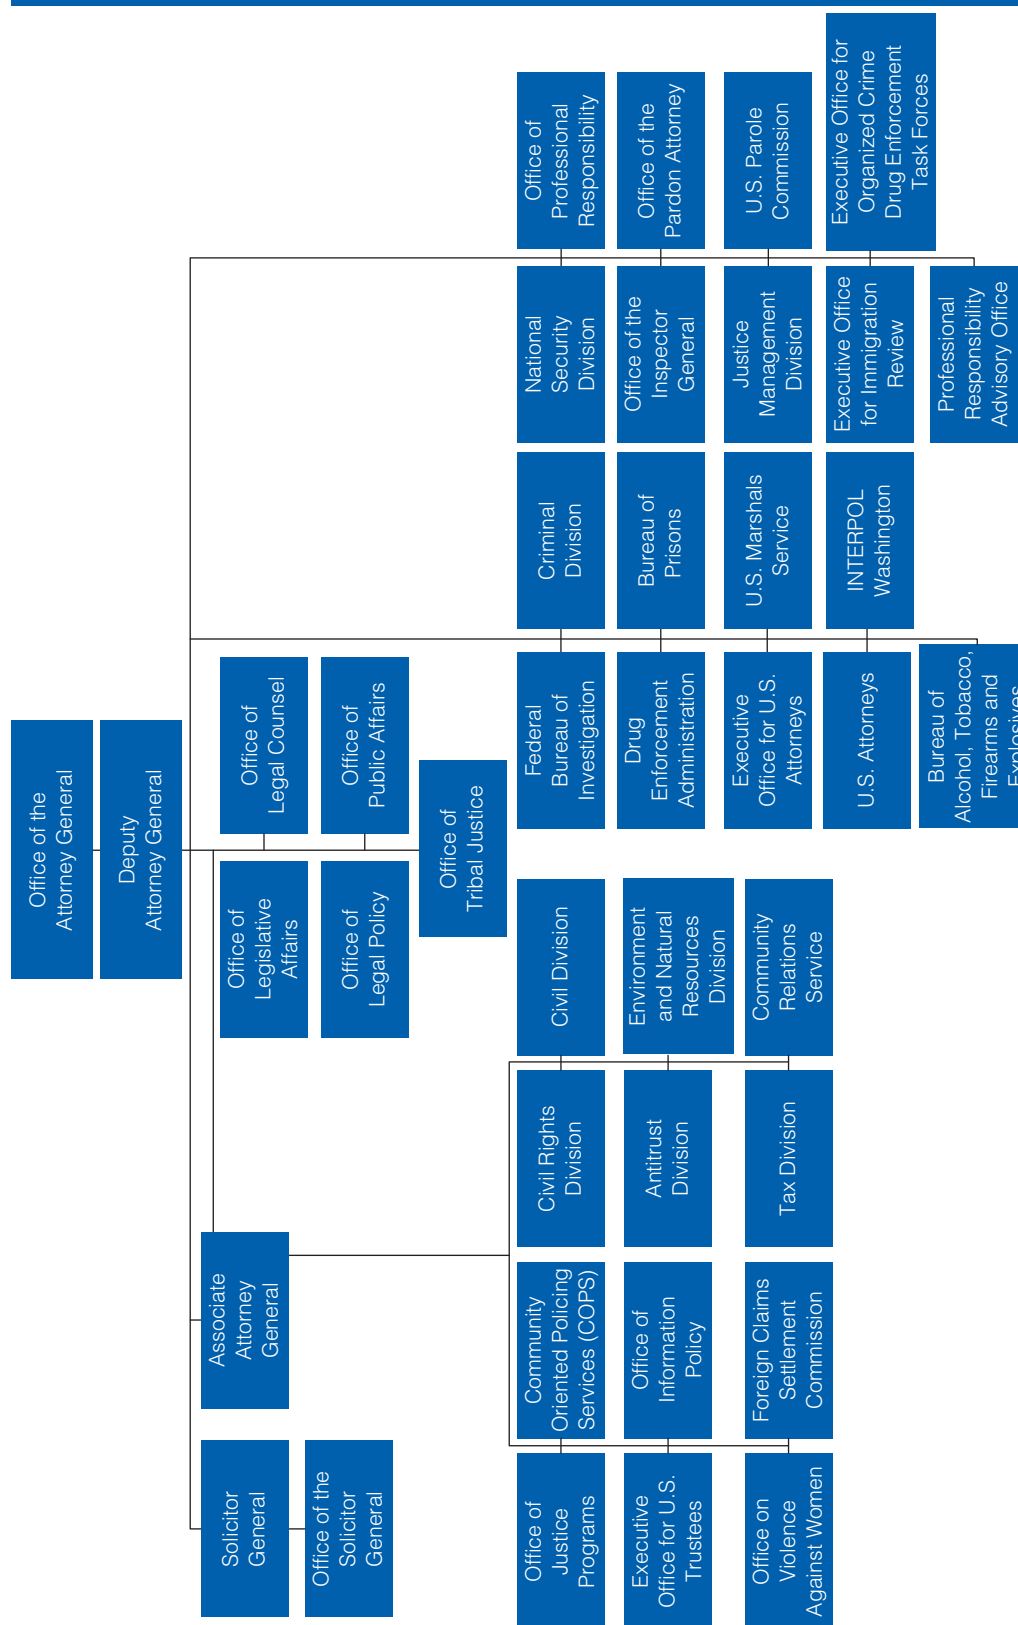 Office of the
Attorney General
Deputy
Attorney General
Solicitor
General
Office of the
Solicitor
General
Associate
Attorney
General
Office of
Legislative
Affairs
Office of
Legal Counsel
Office of
Legal Policy
Office of
Public Affairs
Office of
Tribal Justice
Office of
Justice
Programs
Community
Oriented Policing
Services (COPS)
Civil Rights
Division
Civil Division
Federal
Bureau of
Investigation
Criminal
Division
National
Security
Division
Office of
Professional
Responsibility
Executive
Office for U.S.
Trustees
Office of
Information
Policy
Antitrust
Division
Environment
and Natural
Resources
Division
Drug
Enforcement
Administration
Bureau of
Prisons
Office of the
Inspector
General
Office of the
Pardon Attorney
Office on
Violence
Against Women
Foreign Claims
Settlement
Commission
Tax Division
Community
Relations
Service
Executive
Office for U.S.
Attorneys
U.S. Marshals
Service
Justice
Management
Division
U.S. Parole
Commission
U.S. Attorneys
INTERPOL
Washington
Executive Office
for Immigration
Review
Executive Office for
Organized Crime
Drug Enforcement
Task Forces
Bureau of
Alcohol, Tobacco,
Firearms and
Explosives
Professional
Responsibility
Advisory Office